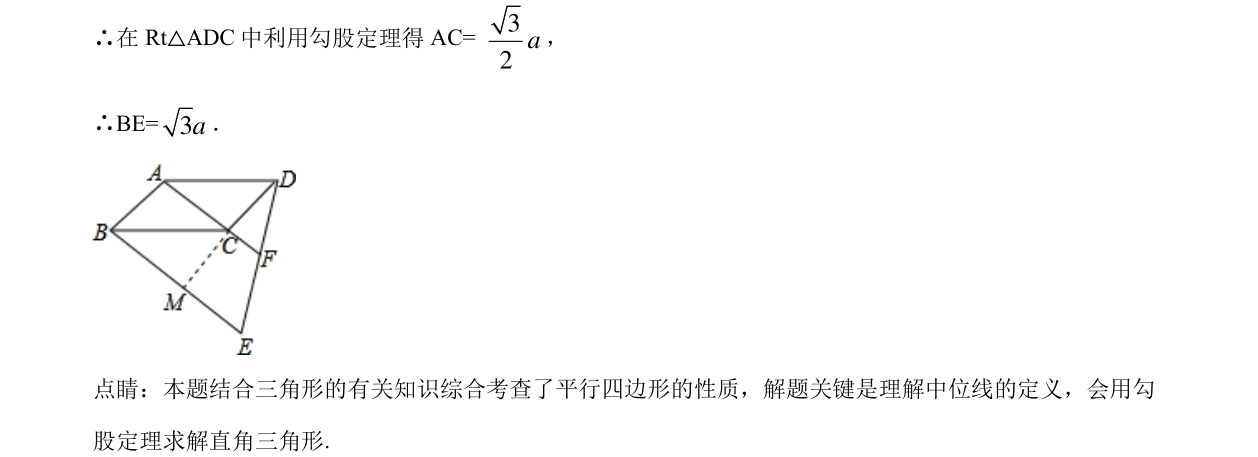 ∴在 Rt△ADC 中利用勾股定理得 AC= √3/2 a，
∴BE=√3a．
A
D
B
C
F
M
E
点睛：本题结合三角形的有关知识综合考查了平行四边形的性质，解题关键是理解中位线的定义，会用勾
股定理求解直角三角形.